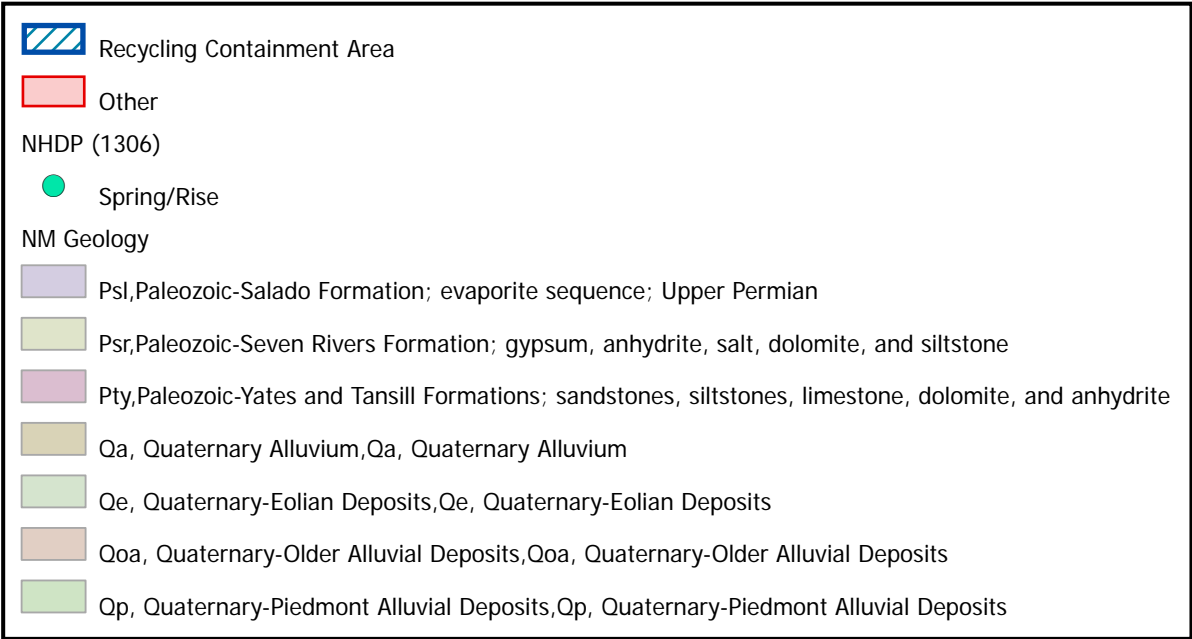 Recycling Containment Area
Other
NHDP (1306)
Spring/Rise
NM Geology
Psl,Paleozoic-Salado Formation; evaporite sequence; Upper Permian
Psr,Paleozoic-Seven Rivers Formation; gypsum, anhydrite, salt, dolomite, and siltstone
Pty,Paleozoic-Yates and Tansill Formations; sandstones, siltstones, limestone, dolomite, and anhydrite
Qa, Quaternary Alluvium,Qa, Quaternary Alluvium
Qe, Quaternary-Eolian Deposits,Qe, Quaternary-Eolian Deposits
Qoa, Quaternary-Older Alluvial Deposits,Qoa, Quaternary-Older Alluvial Deposits
Qp, Quaternary-Piedmont Alluvial Deposits,Qp, Quaternary-Piedmont Alluvial Deposits